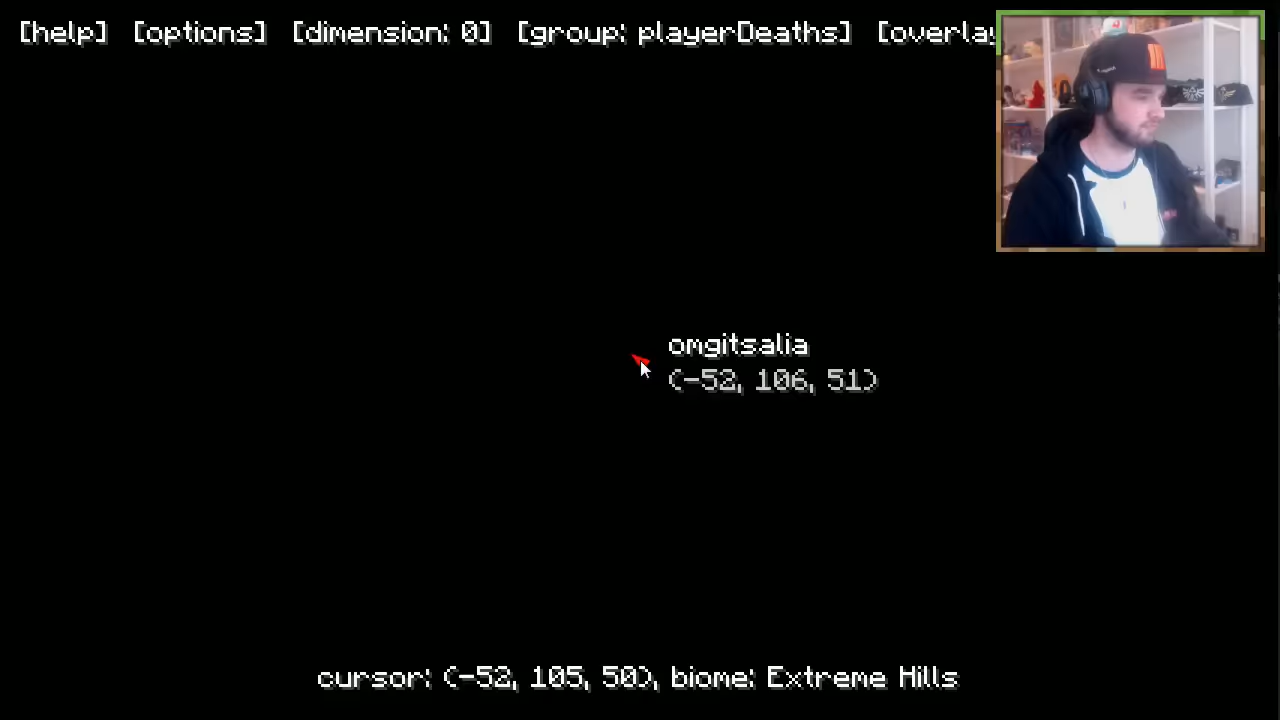 [help] [options] [dimension: 0] [group: playerDeaths] [overlay
omgitsalia
(-52, 106, 51)
cursor: (-52, 105, 50), biome: Extreme Hills